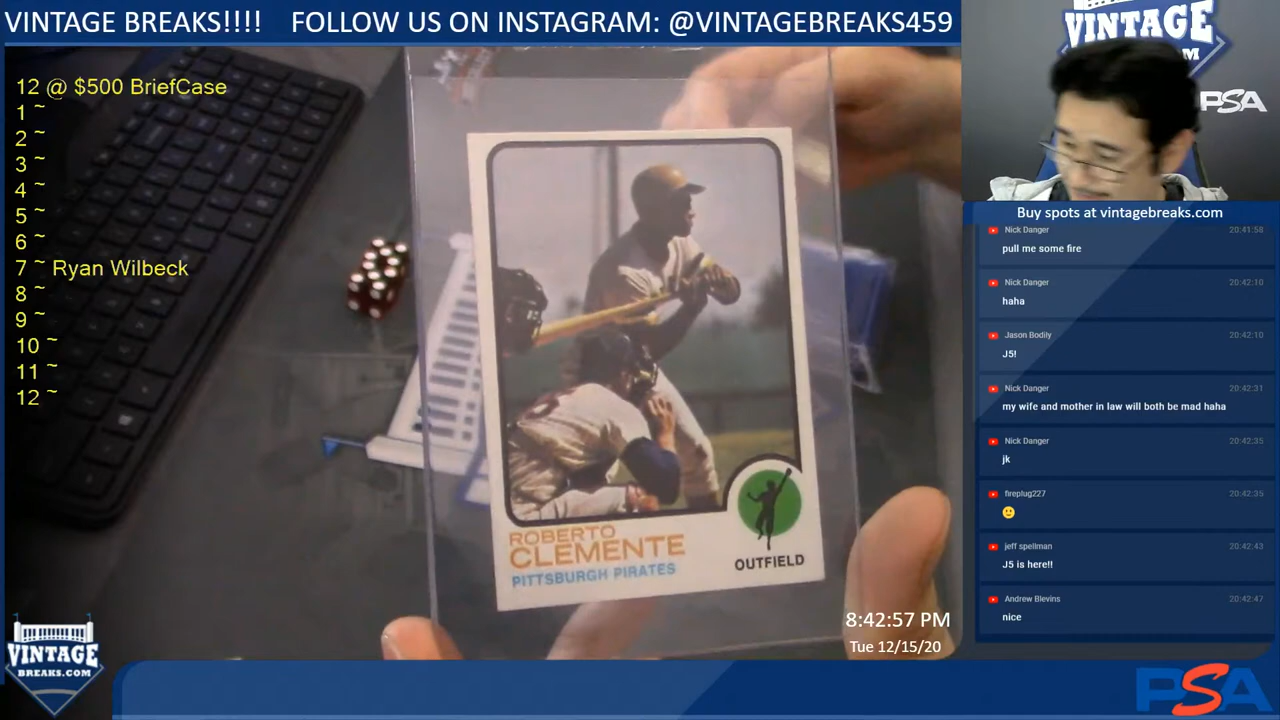 VINTAGE BREAKS!!!! FOLLOW US ON INSTAGRAM: @VINTAGEBREAKS459
VINTAGE
PSA
12 @ $500 BriefCase
1 ~
2 ~
3 ~
4 ~
5 ~
6 ~
7 ~ Ryan Wilbeck
8 ~
9 ~
10 ~
11 ~
12 ~
ROBERTO
CLEMENTE
PITTSBURGH PIRATES
OUTFIELD
Buy spots at vintagebreaks.com
Nick Danger 20:41:58
pull me some fire
Nick Danger 20:42:10
haha
Jason Bodily 20:42:10
J5!
Nick Danger 20:42:31
my wife and mother in law will both be mad haha
Nick Danger 20:42:35
jk
fireplug227 20:42:35
jeff spellman 20:42:43
J5 is here!!
Andrew Blevins 20:42:47
nice
8:42:57 PM
Tue 12/15/20
VINTAGE
BREAKS.COM
PSA